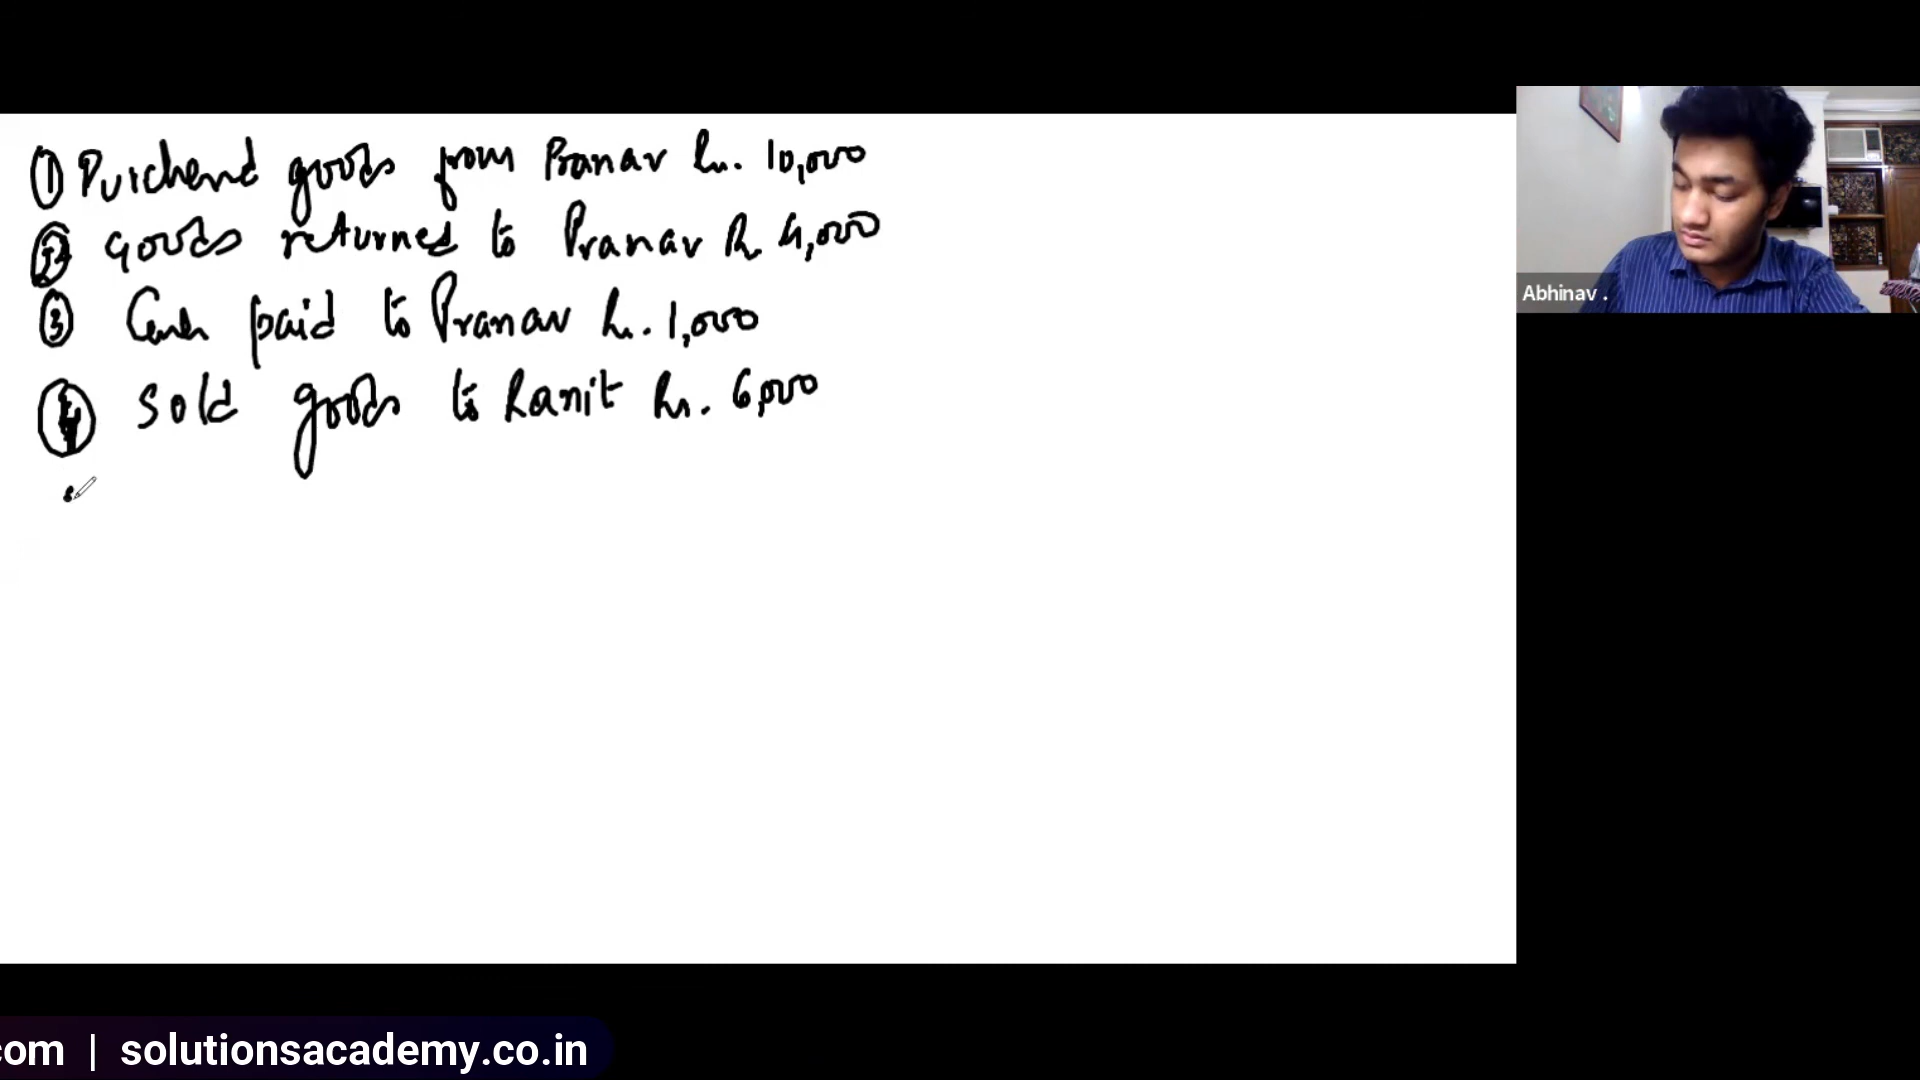 ① Purchased goods from Pranav Rs. 10,000
② Goods returned to Pranav Rs 4,000
③ Cash paid to Pranav Rs. 1,000
④ Sold goods to Ranit Rs. 6,000
Abhinav .
com | solutionsacademy.co.in